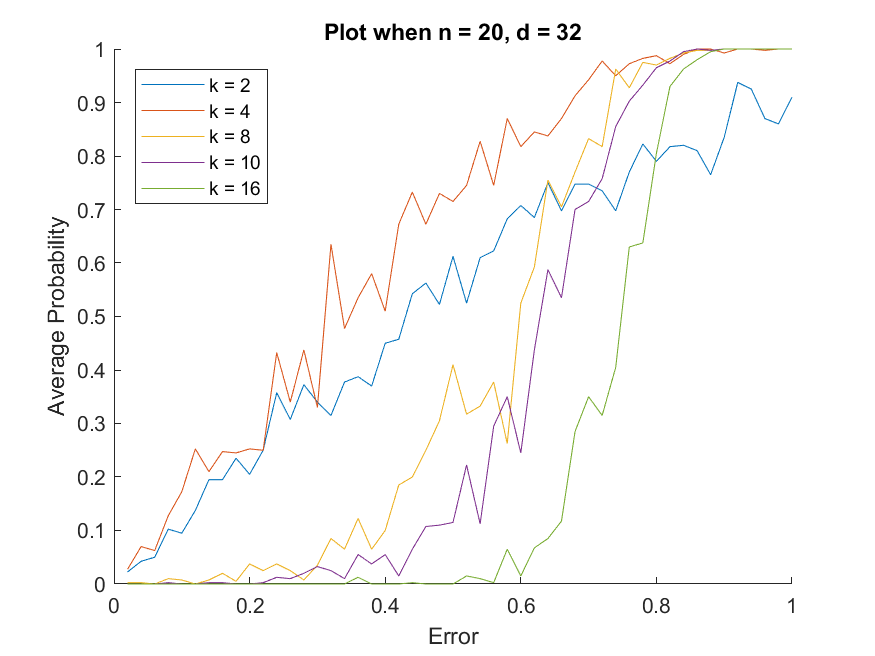 Plot when n = 20, d = 32
k = 2
k = 4
k = 8
k = 10
k = 16
Average Probability
1
0.9
0.8
0.7
0.6
0.5
0.4
0.3
0.2
0.1
0
0 0.2 0.4 0.6 0.8 1
Error